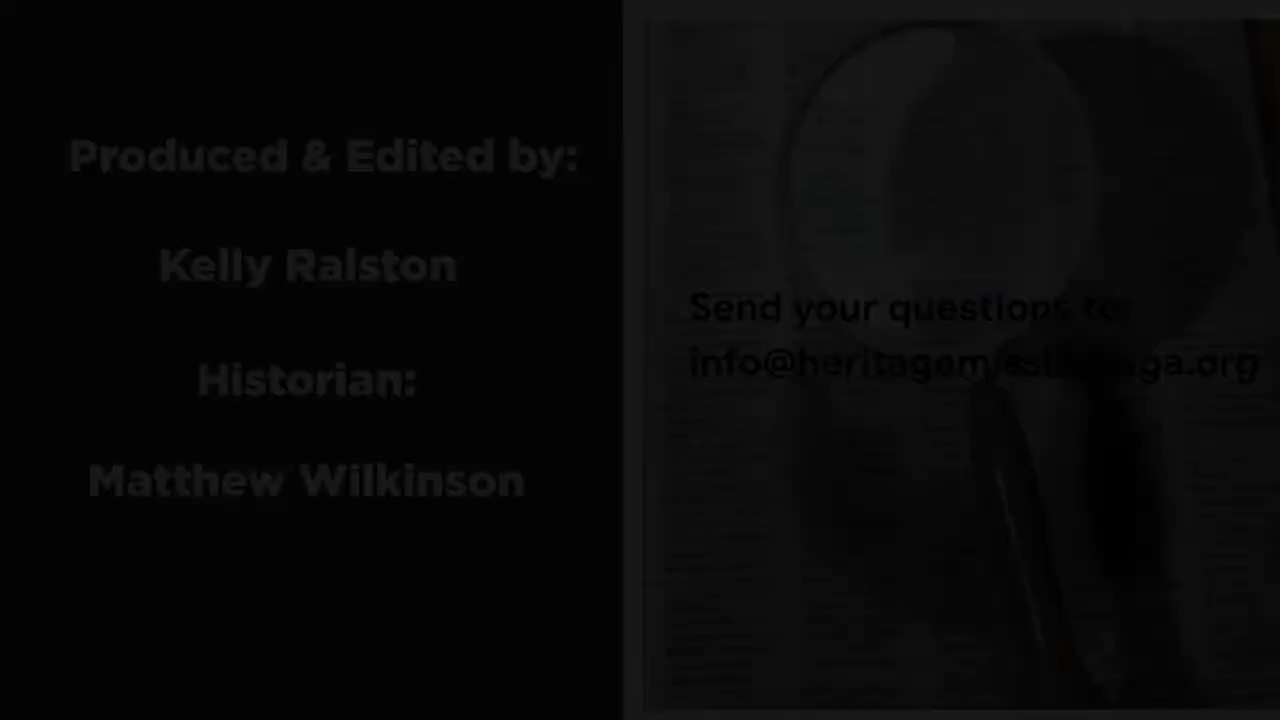 Produced & Edited by:
Kelly Ralston
Historian:
Matthew Wilkinson
Send your questions to: